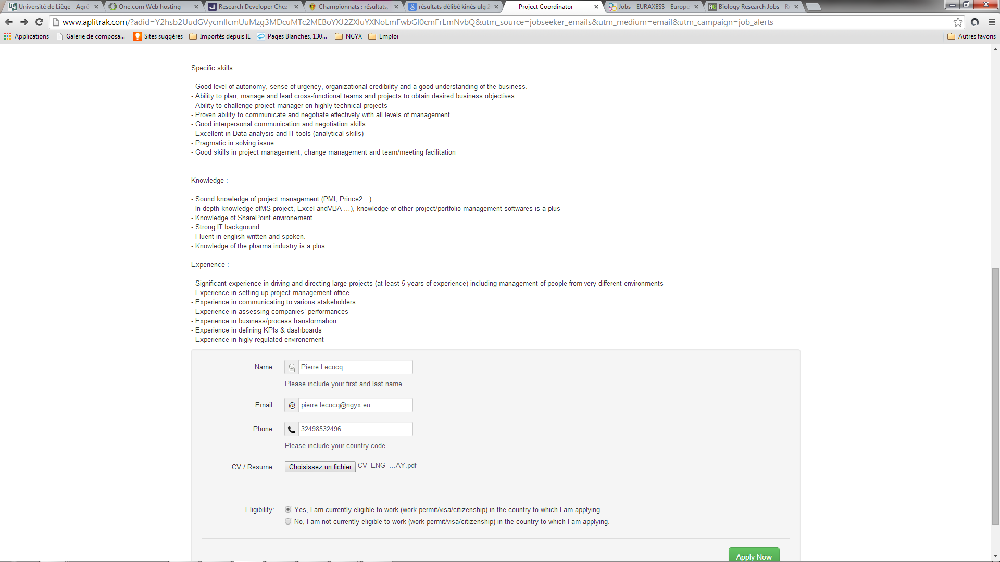 Université de Liège - Agré
One.com Web hosting -
Research Developer Chez
Championnats : résultats,
résultats délibé kinés ulg 2
Project Coordinator
Jobs - EURAXESS - Europe
Biology Research Jobs - R
www.aplitrak.com/?adid=Y2hsb2UudGVycmllcmUuMzg3MDcuMTc2MEBoYXJ2ZXluYXNoLmFwbGl0cmFrLmNvbQ&utm_source=jobseeker_emails&utm_medium=email&utm_campaign=job_alerts
Applications
Galerie de composa...
Sites suggérés
Importés depuis IE
Pages Blanches, 130...
NGYX
Emploi
Autres favoris
Specific skills :
- Good level of autonomy, sense of urgency, organizational credibility and a good understanding of the business.
- Ability to plan, manage and lead cross-functional teams and projects to obtain desired business objectives
- Ability to challenge project manager on highly technical projects
- Proven ability to communicate and negotiate effectively with all levels of management
- Good interpersonal communication and negotiation skills
- Excellent in Data analysis and IT tools (analytical skills)
- Pragmatic in solving issue
- Good skills in project management, change management and team/meeting facilitation
Knowledge :
- Sound knowledge of project management (PMI, Prince2...)
- In depth knowledge ofMS project, Excel andVBA ...), knowledge of other project/portfolio management softwares is a plus
- Knowledge of SharePoint environement
- Strong IT background
- Fluent in english written and spoken.
- Knowledge of the pharma industry is a plus
Experience :
- Significant experience in driving and directing large projects (at least 5 years of experience) including management of people from very different environments
- Experience in setting-up project management office
- Experience in communicating to various stakeholders
- Experience in assessing companies' performances
- Experience in business/process transformation
- Experience in defining KPIs & dashboards
- Experience in higly regulated environement
Name: Pierre Lecocq
Please include your first and last name.
Email: @ pierre.lecocq@ngyx.eu
Phone: 32498532496
Please include your country code.
CV / Resume: Choisissez un fichier CV_ENG_...AY.pdf
Eligibility: Yes, I am currently eligible to work (work permit/visa/citizenship) in the country to which I am applying.
No, I am not currently eligible to work (work permit/visa/citizenship) in the country to which I am applying.
Apply Now